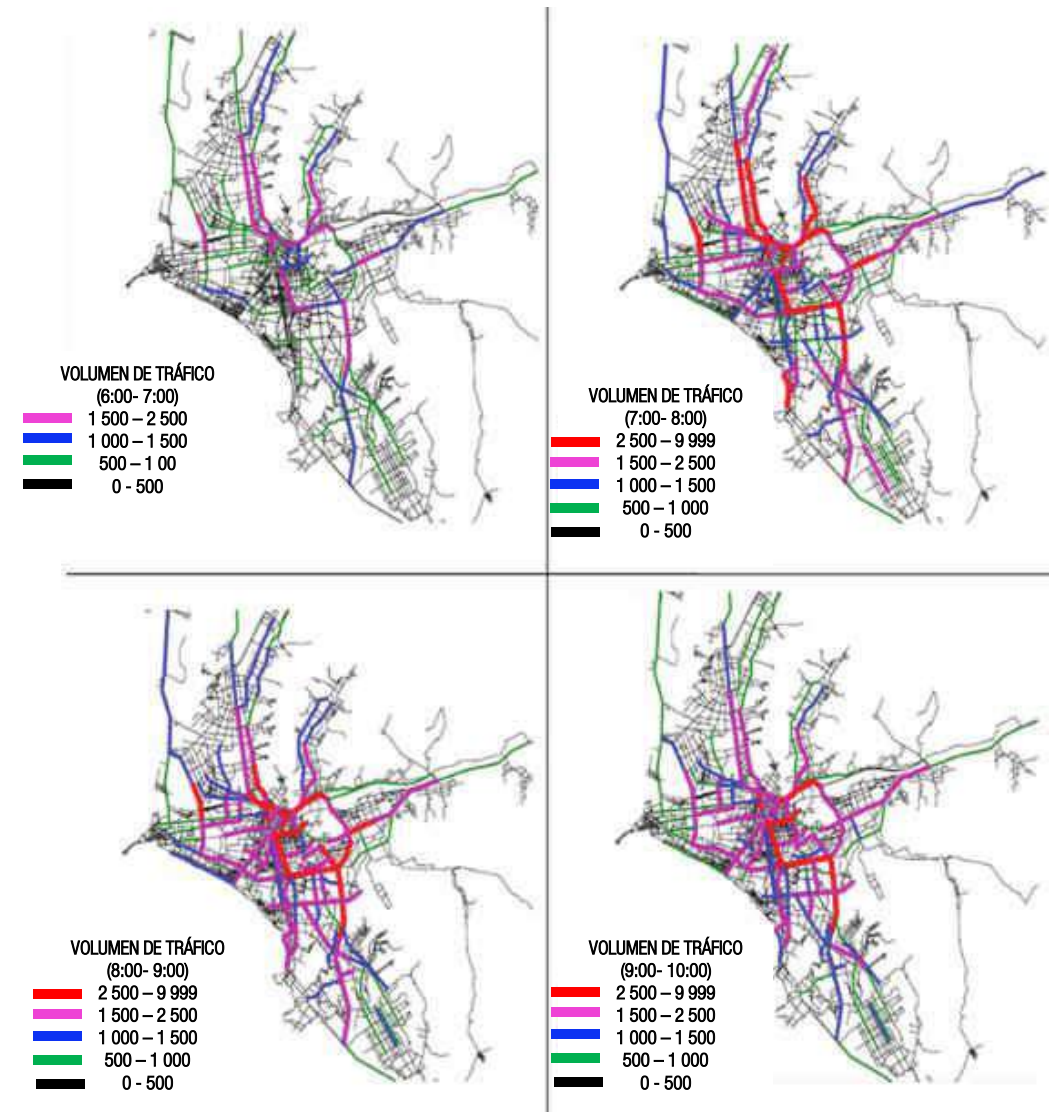 VOLUMEN DE TRÁFICO
(6:00- 7:00)
1 500 – 2 500
1 000 – 1 500
500 – 1 00
0 - 500
VOLUMEN DE TRÁFICO
(7:00- 8:00)
2 500 – 9 999
1 500 – 2 500
1 000 – 1 500
500 – 1 000
0 - 500
VOLUMEN DE TRÁFICO
(8:00- 9:00)
2 500 – 9 999
1 500 – 2 500
1 000 – 1 500
500 – 1 000
0 - 500
VOLUMEN DE TRÁFICO
(9:00- 10:00)
2 500 – 9 999
1 500 – 2 500
1 000 – 1 500
500 – 1 000
0 - 500